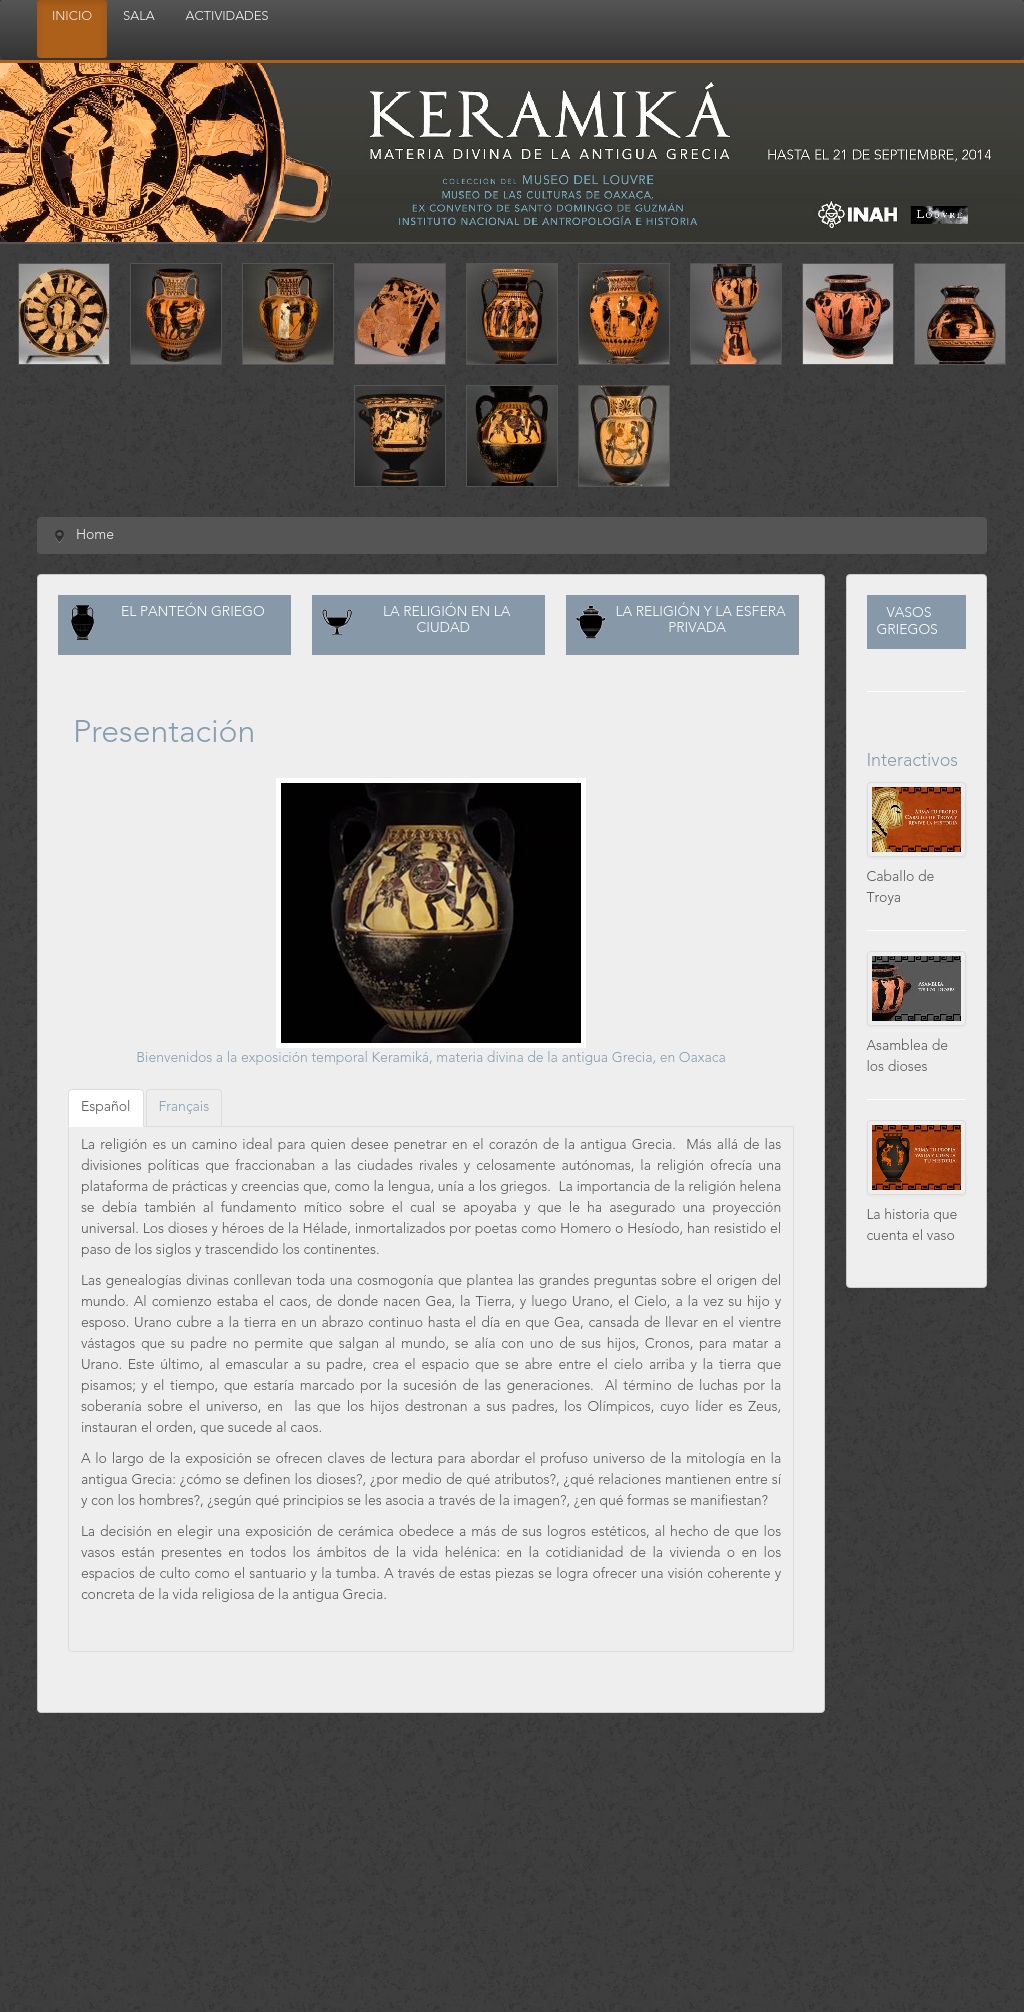 INICIO
SALA
ACTIVIDADES
KERAMIKÁ
MATERIA DIVINA DE LA ANTIGUA GRECIA
HASTA EL 21 DE SEPTIEMBRE, 2014
COLECCIÓN DEL MUSEO DEL LOUVRE
MUSEO DE LAS CULTURAS DE OAXACA,
EX CONVENTO DE SANTO DOMINGO DE GUZMÁN
INSTITUTO NACIONAL DE ANTROPOLOGÍA E HISTORIA
INAH
LOUVRE
Home
EL PANTEÓN GRIEGO
LA RELIGIÓN EN LA
CIUDAD
LA RELIGIÓN Y LA ESFERA
PRIVADA
Presentación
Bienvenidos a la exposición temporal Keramiká, materia divina de la antigua Grecia, en Oaxaca
Español
Français
La religión es un camino ideal para quien desee penetrar en el corazón de la antigua Grecia.  Más allá de las
divisiones políticas que fraccionaban a las ciudades rivales y celosamente autónomas, la religión ofrecía una
plataforma de prácticas y creencias que, como la lengua, unía a los griegos.  La importancia de la religión helena
se debía también al fundamento mítico sobre el cual se apoyaba y que le ha asegurado una proyección
universal. Los dioses y héroes de la Hélade, inmortalizados por poetas como Homero o Hesíodo, han resistido el
paso de los siglos y trascendido los continentes.
Las genealogías divinas conllevan toda una cosmogonía que plantea las grandes preguntas sobre el origen del
mundo. Al comienzo estaba el caos, de donde nacen Gea, la Tierra, y luego Urano, el Cielo, a la vez su hijo y
esposo. Urano cubre a la tierra en un abrazo continuo hasta el día en que Gea, cansada de llevar en el vientre
vástagos que su padre no permite que salgan al mundo, se alía con uno de sus hijos, Cronos, para matar a
Urano. Este último, al emascular a su padre, crea el espacio que se abre entre el cielo arriba y la tierra que
pisamos; y el tiempo, que estaría marcado por la sucesión de las generaciones.  Al término de luchas por la
soberanía sobre el universo, en  las que los hijos destronan a sus padres, los Olímpicos, cuyo líder es Zeus,
instauran el orden, que sucede al caos.
A lo largo de la exposición se ofrecen claves de lectura para abordar el profuso universo de la mitología en la
antigua Grecia: ¿cómo se definen los dioses?, ¿por medio de qué atributos?, ¿qué relaciones mantienen entre sí
y con los hombres?, ¿según qué principios se les asocia a través de la imagen?, ¿en qué formas se manifiestan?
La decisión en elegir una exposición de cerámica obedece a más de sus logros estéticos, al hecho de que los
vasos están presentes en todos los ámbitos de la vida helénica: en la cotidianidad de la vivienda o en los
espacios de culto como el santuario y la tumba. A través de estas piezas se logra ofrecer una visión coherente y
concreta de la vida religiosa de la antigua Grecia.
VASOS
GRIEGOS
Interactivos
ARMA TU PROPIO
CABALLO DE TROYA Y
REVIVE LA HISTORIA
Caballo de
Troya
ASAMBLEA
DE LOS DIOSES
Asamblea de
los dioses
ARMA TU PROPIA
VASIJA Y CUENTA
TU HISTORIA
La historia que
cuenta el vaso